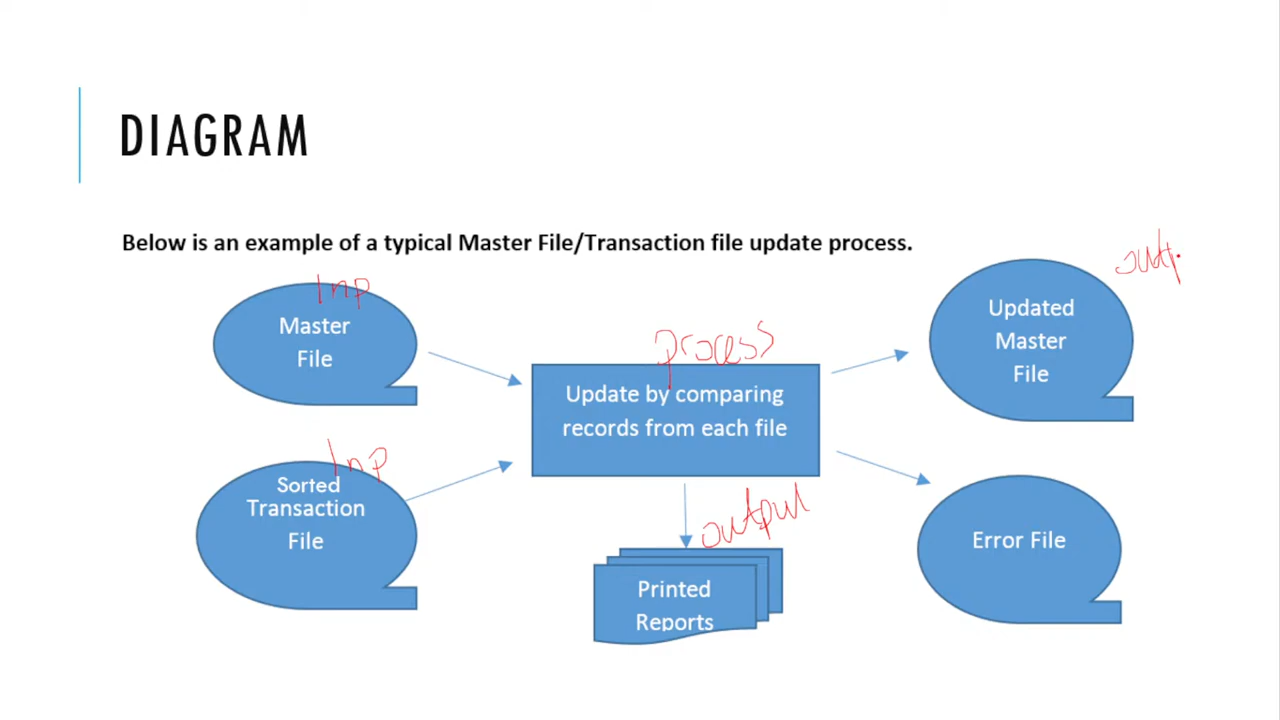 DIAGRAM
Below is an example of a typical Master File/Transaction file update process.
Inp
Master
File
process
Update by comparing
records from each file
outp
Updated
Master
File
Inp
Sorted
Transaction
File
output
Printed
Reports
Error File